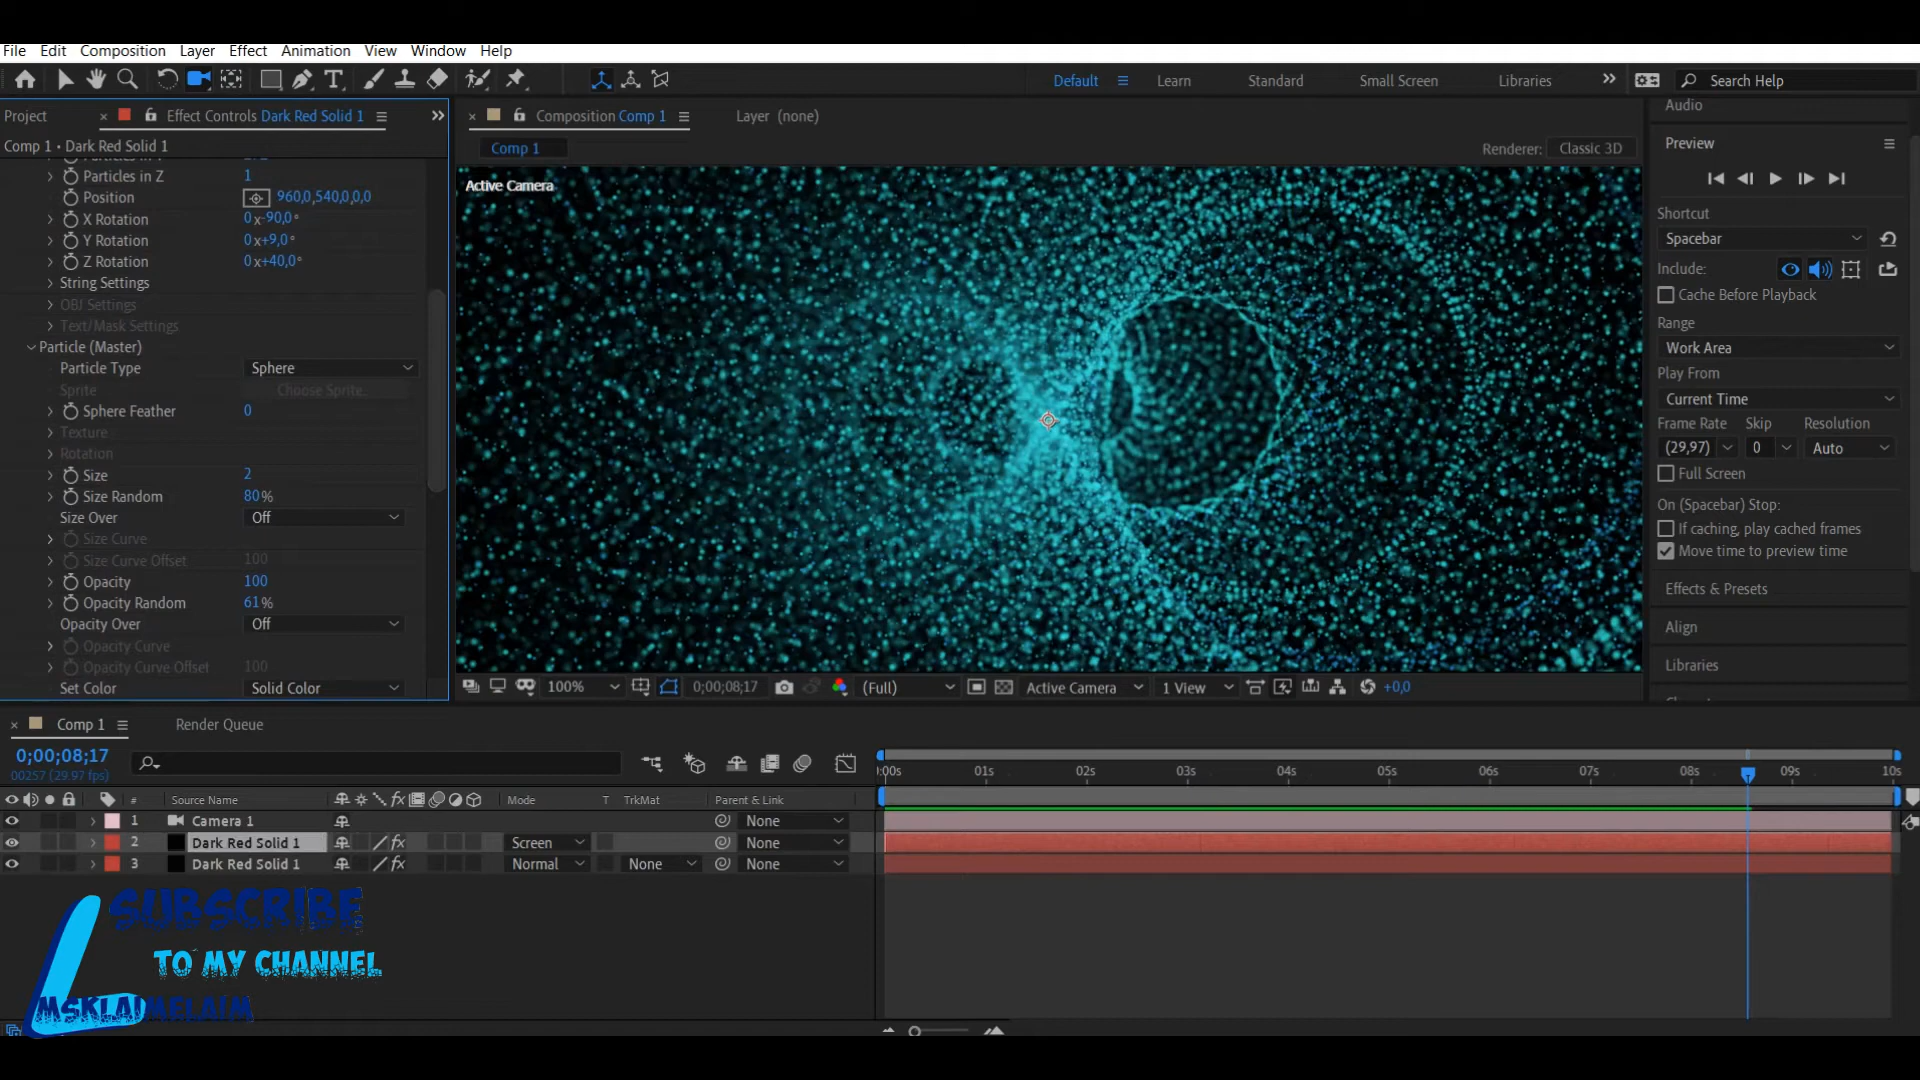 File Edit Composition Layer Effect Animation View Window Help
Default Learn Standard Small Screen Libraries Search Help
Project Effect Controls Dark Red Solid 1
Comp 1 • Dark Red Solid 1
Particles in Z 1
Position 960,0,540,0,0,0
X Rotation 0x-90,0°
Y Rotation 0x+9,0°
Z Rotation 0x+40,0°
String Settings
OBJ Settings
Text/Mask Settings
Particle (Master)
Particle Type Sphere
Sprite Choose Sprite..
Sphere Feather 0
Texture
Rotation
Size 2
Size Random 80%
Size Over Off
Size Curve
Size Curve Offset 100
Opacity 100
Opacity Random 61%
Opacity Over Off
Opacity Curve
Opacity Curve Offset 100
Set Color Solid Color
Composition Comp 1 Layer (none)
Comp 1 Renderer: Classic 3D
Active Camera
100% 0;00;08;17 (Full) Active Camera 1 View +0,0
Audio
Preview
Shortcut
Spacebar
Include:
Cache Before Playback
Range
Work Area
Play From
Current Time
Frame Rate Skip Resolution
(29,97) 0 Auto
Full Screen
On (Spacebar) Stop:
If caching, play cached frames
Move time to preview time
Effects & Presets
Align
Libraries
Comp 1 Render Queue
0;00;08;17
00257 (29.97 fps)
:00s 01s 02s 03s 04s 05s 06s 07s 08s 09s 10s
# Source Name fx Mode T TrkMat Parent & Link
1 Camera 1 None
2 Dark Red Solid 1 fx Screen None
3 Dark Red Solid 1 fx Normal None None
SUBSCRIBE
TO MY CHANNEL